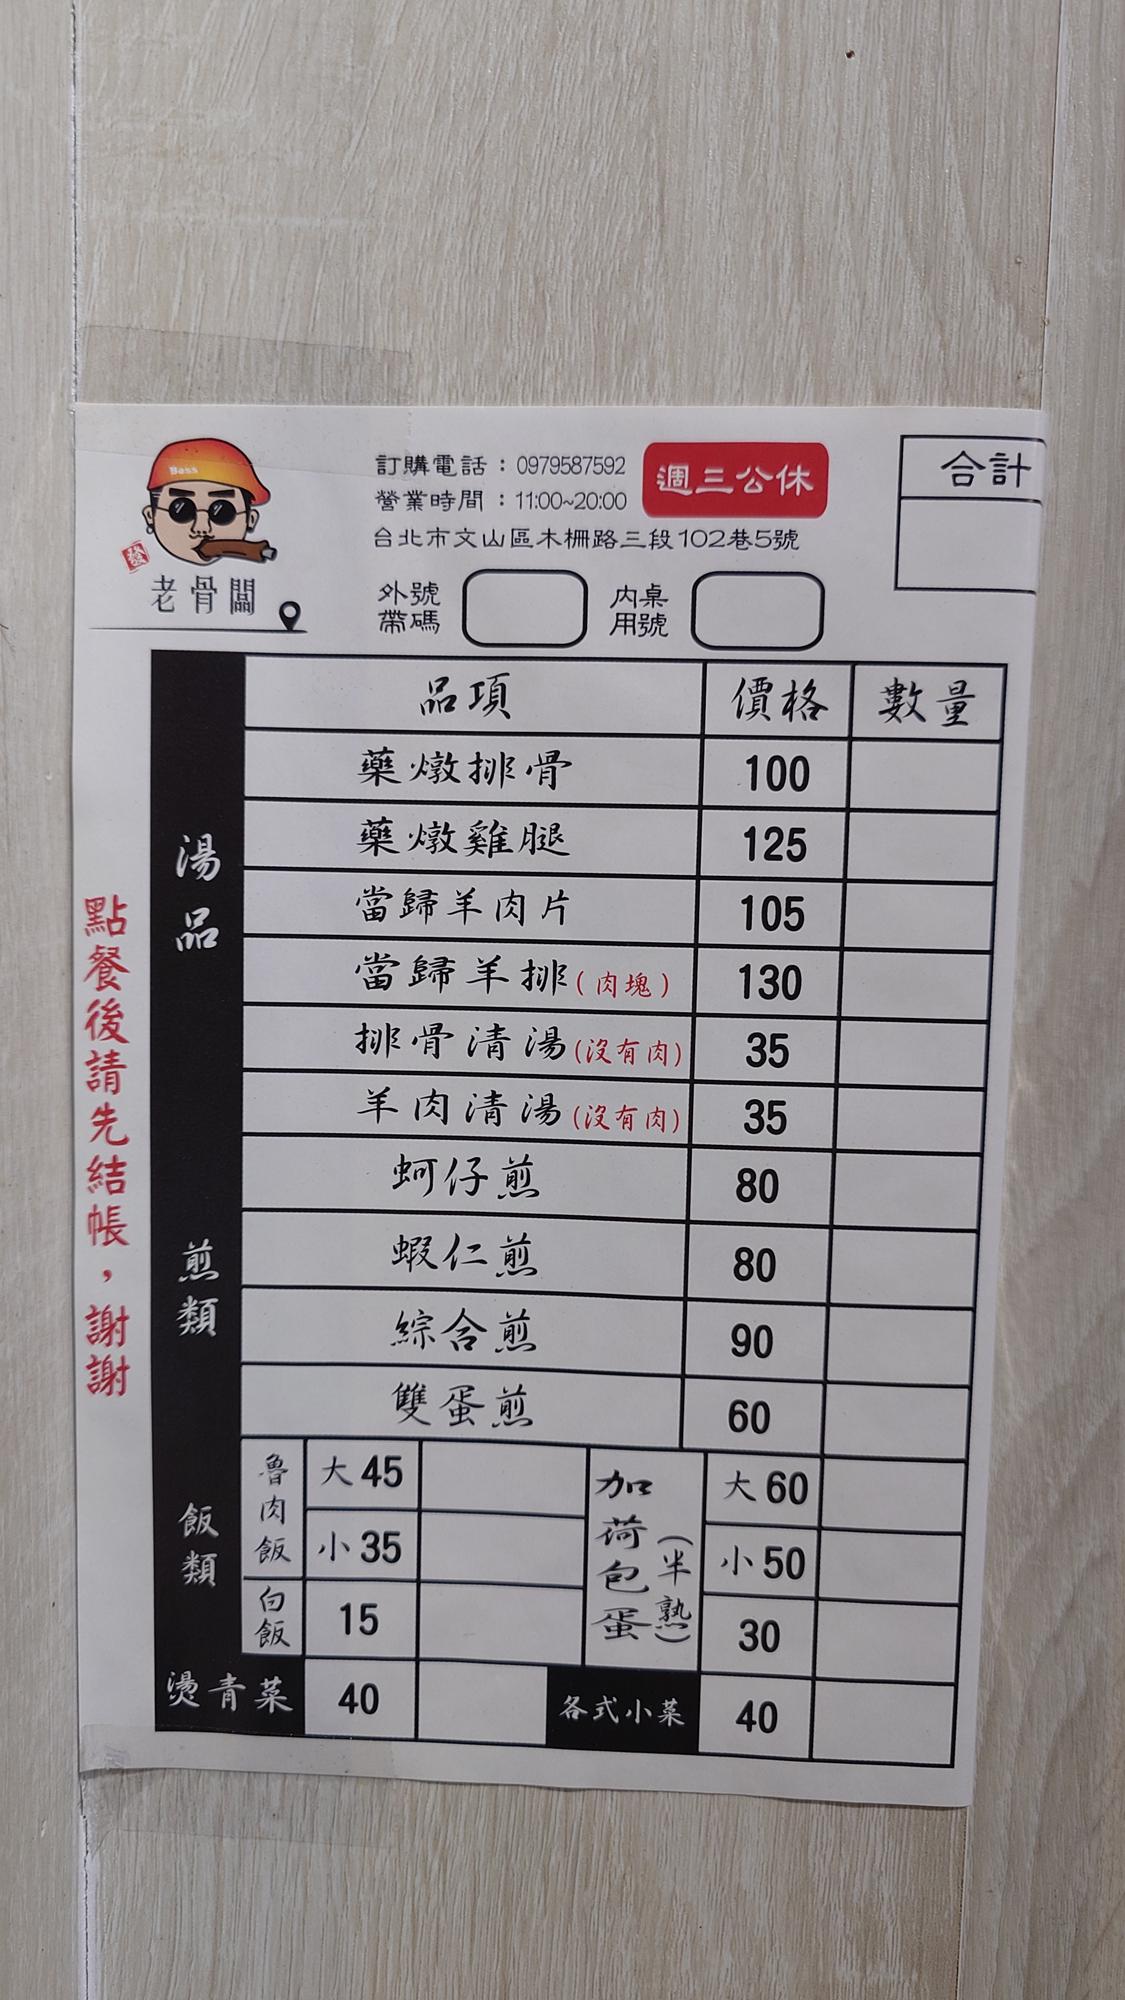 Bass
發
老骨闆
訂購電話：0979587592
營業時間：11:00~20:00
週三公休
台北市文山區木柵路三段102巷5號
合計
外帶號碼
內用桌號
品項 價格 數量
湯品
藥燉排骨 100
藥燉雞腿 125
當歸羊肉片 105
當歸羊排(肉塊) 130
排骨清湯(沒有肉) 35
羊肉清湯(沒有肉) 35
煎類
蚵仔煎 80
蝦仁煎 80
綜合煎 90
雙蛋煎 60
飯類
魯肉飯 大45 加荷包蛋(半熟) 大60
小35 小50
白飯 15 30
燙青菜 40 各式小菜 40
點餐後請先結帳，謝謝